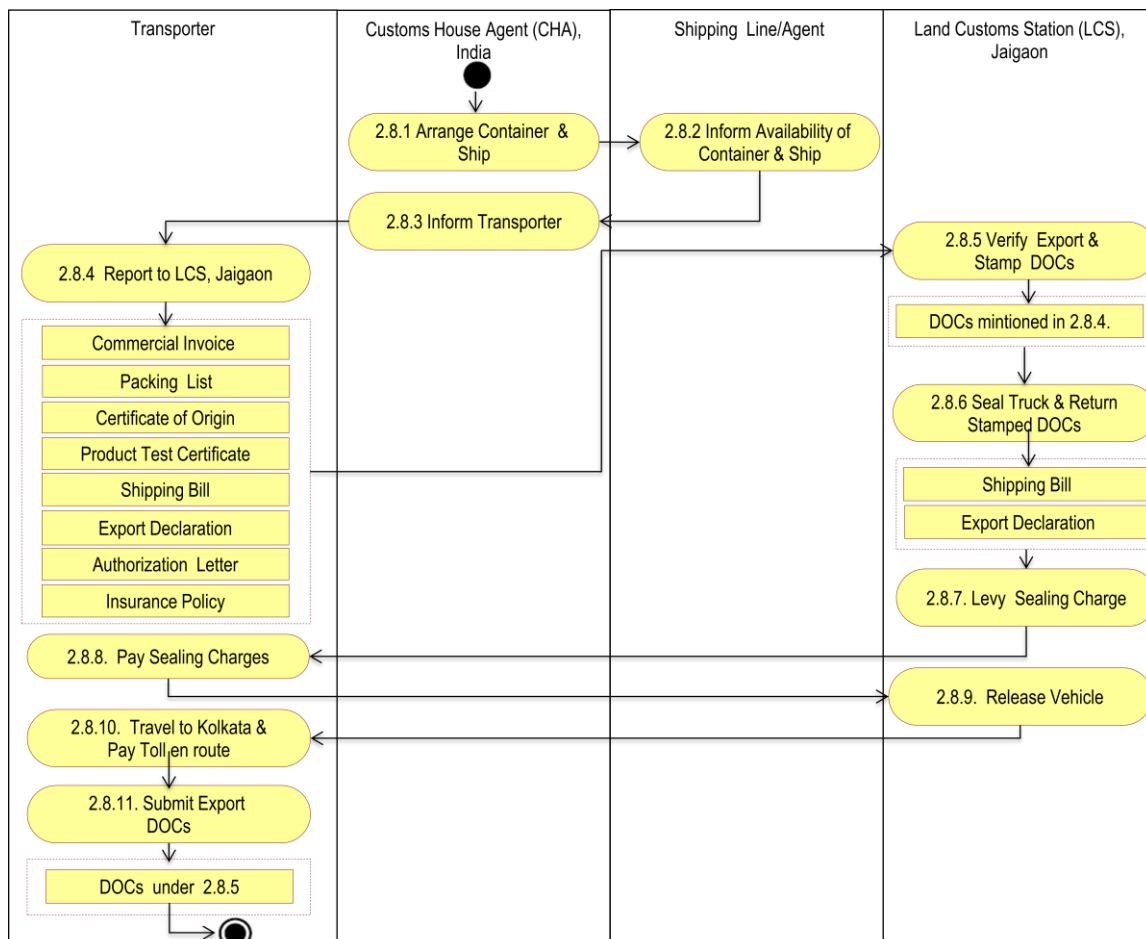 Transporter
Customs House Agent (CHA),
India
Shipping Line/Agent
Land Customs Station (LCS),
Jaigaon
2.8.1 Arrange Container &
Ship
2.8.2 Inform Availability of
Container & Ship
2.8.3 Inform Transporter
2.8.4 Report to LCS, Jaigaon
Commercial Invoice
Packing List
Certificate of Origin
Product Test Certificate
Shipping Bill
Export Declaration
Authorization Letter
Insurance Policy
2.8.5 Verify Export &
Stamp DOCs
DOCs mintioned in 2.8.4.
2.8.6 Seal Truck & Return
Stamped DOCs
Shipping Bill
Export Declaration
2.8.7. Levy Sealing Charge
2.8.8. Pay Sealing Charges
2.8.9. Release Vehicle
2.8.10. Travel to Kolkata &
Pay Toll en route
2.8.11. Submit Export
DOCs
DOCs under 2.8.5